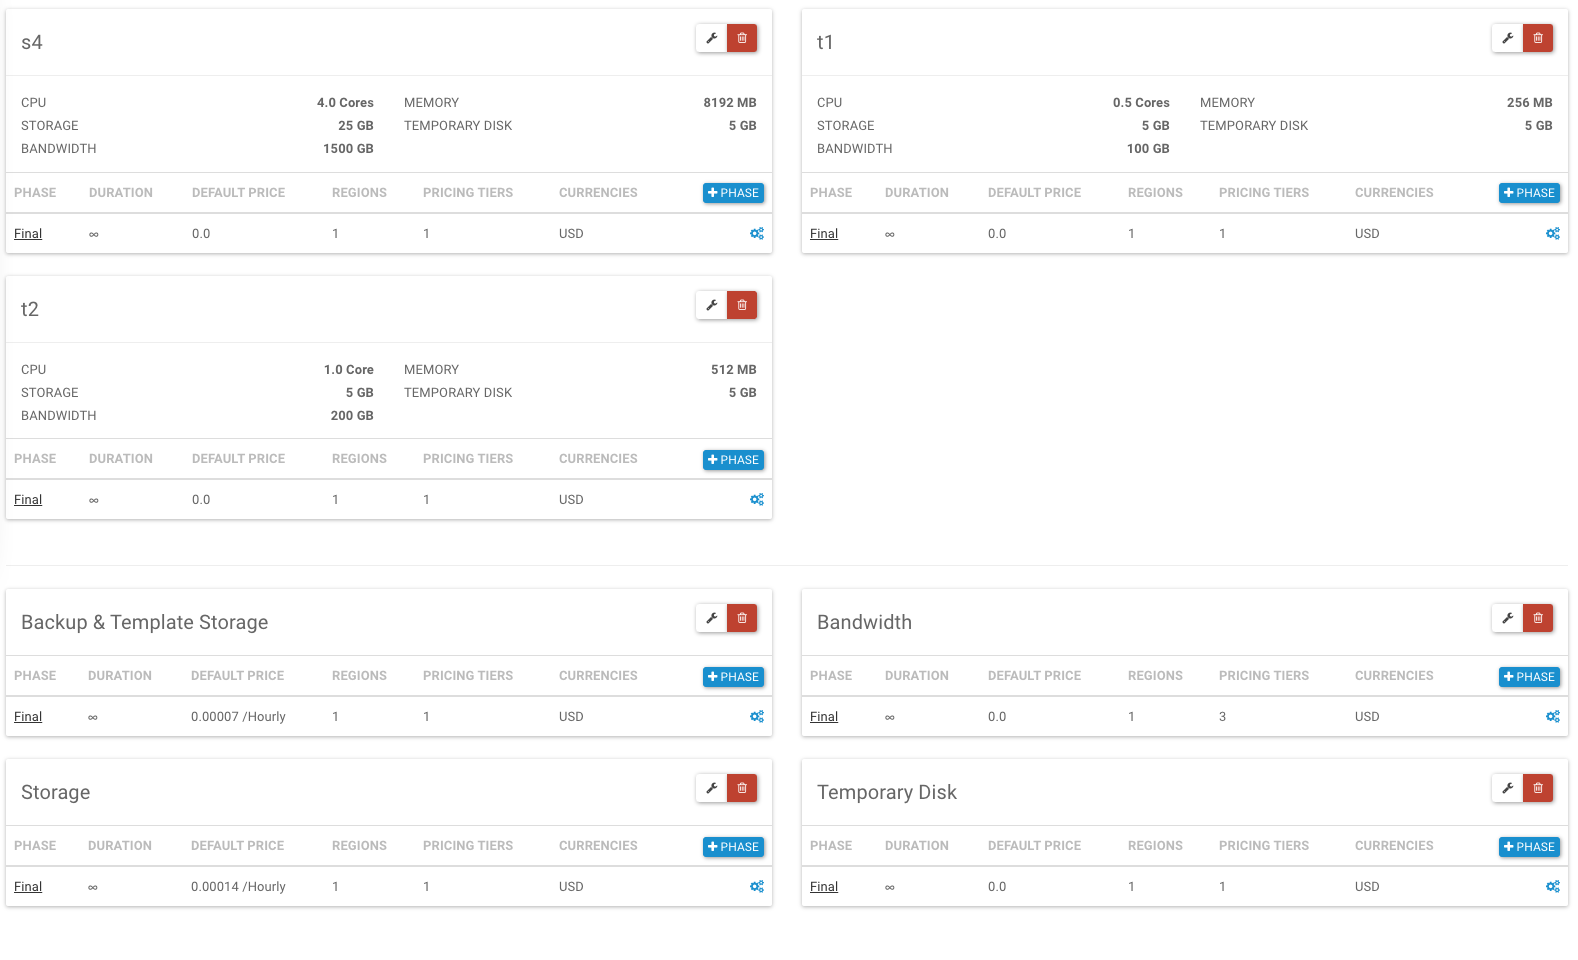 s4
CPU 4.0 Cores MEMORY 8192 MB
STORAGE 25 GB TEMPORARY DISK 5 GB
BANDWIDTH 1500 GB
PHASE DURATION DEFAULT PRICE REGIONS PRICING TIERS CURRENCIES + PHASE
Final ∞ 0.0 1 1 USD
t1
CPU 0.5 Cores MEMORY 256 MB
STORAGE 5 GB TEMPORARY DISK 5 GB
BANDWIDTH 100 GB
PHASE DURATION DEFAULT PRICE REGIONS PRICING TIERS CURRENCIES + PHASE
Final ∞ 0.0 1 1 USD
t2
CPU 1.0 Core MEMORY 512 MB
STORAGE 5 GB TEMPORARY DISK 5 GB
BANDWIDTH 200 GB
PHASE DURATION DEFAULT PRICE REGIONS PRICING TIERS CURRENCIES + PHASE
Final ∞ 0.0 1 1 USD
Backup & Template Storage
PHASE DURATION DEFAULT PRICE REGIONS PRICING TIERS CURRENCIES + PHASE
Final ∞ 0.00007 /Hourly 1 1 USD
Bandwidth
PHASE DURATION DEFAULT PRICE REGIONS PRICING TIERS CURRENCIES + PHASE
Final ∞ 0.0 1 3 USD
Storage
PHASE DURATION DEFAULT PRICE REGIONS PRICING TIERS CURRENCIES + PHASE
Final ∞ 0.00014 /Hourly 1 1 USD
Temporary Disk
PHASE DURATION DEFAULT PRICE REGIONS PRICING TIERS CURRENCIES + PHASE
Final ∞ 0.0 1 1 USD